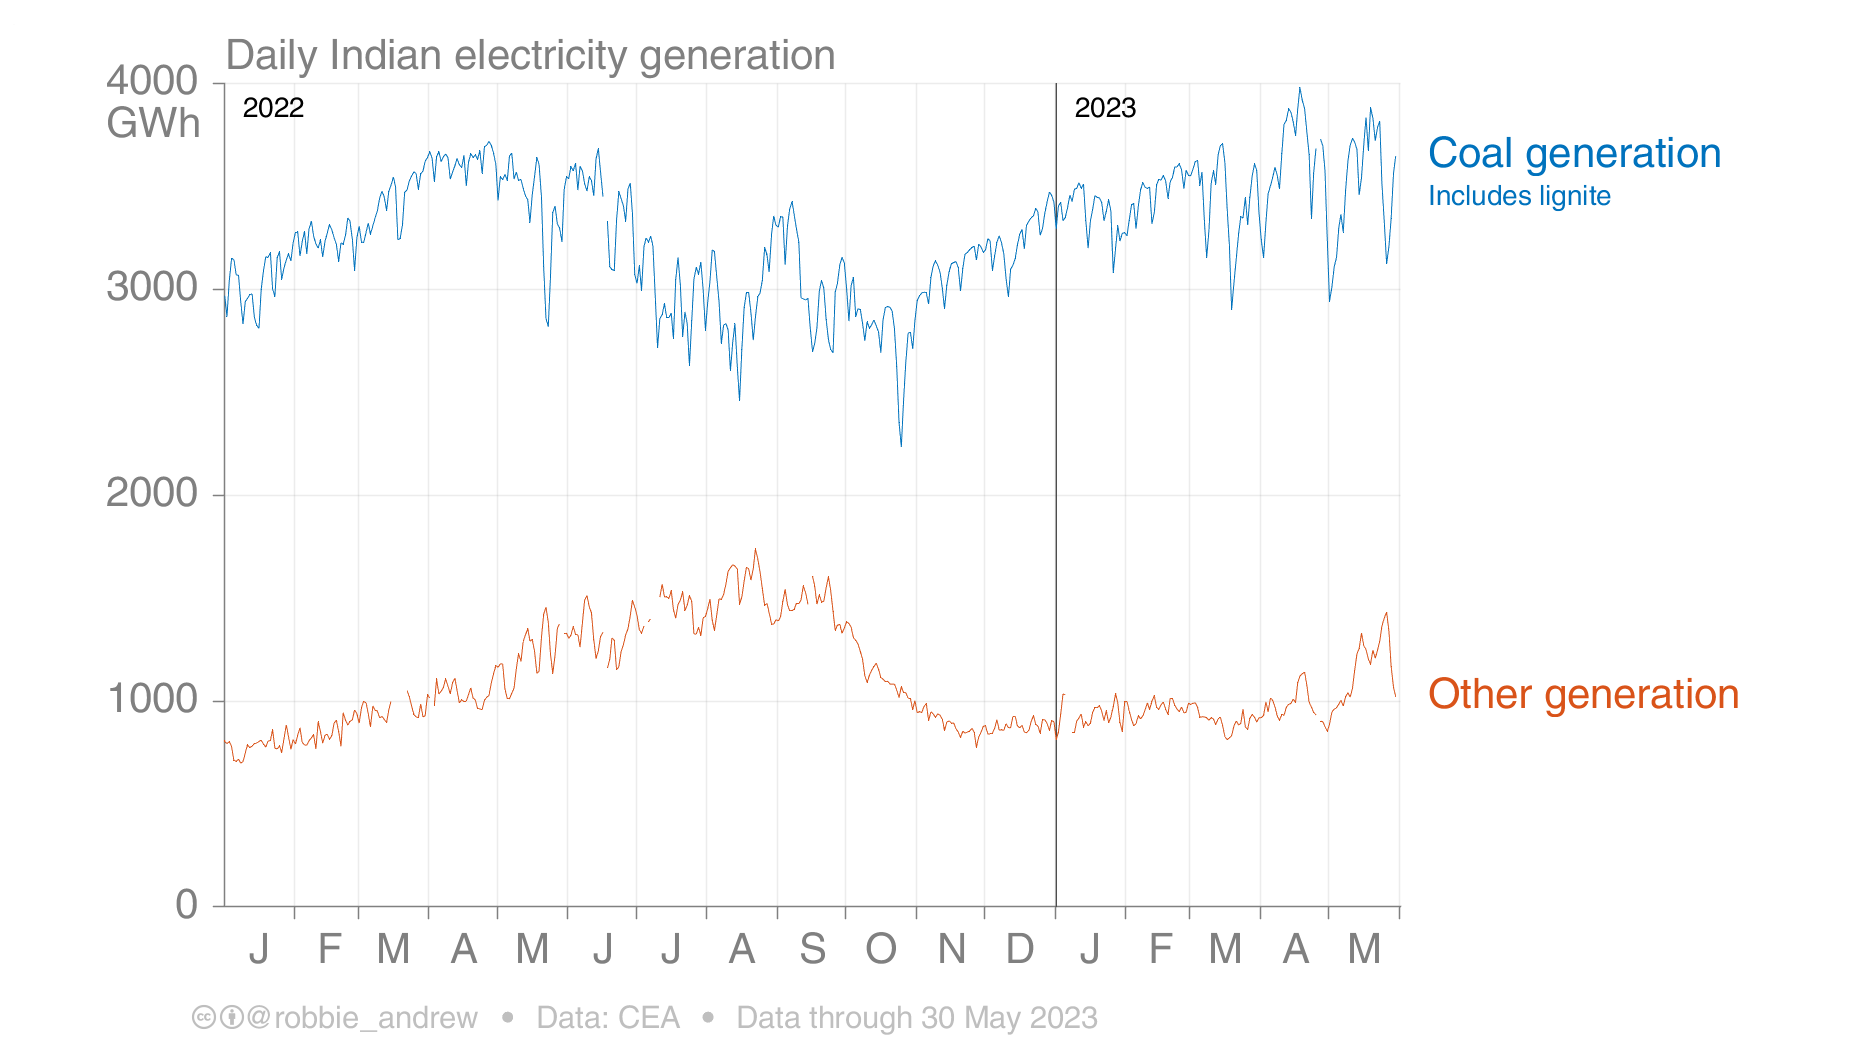 Daily Indian electricity generation
4000
GWh
2022
2023
Coal generation
Includes lignite
3000
2000
1000
Other generation
0
J F M A M J J A S O N D J F M A M
@robbie_andrew • Data: CEA • Data through 30 May 2023